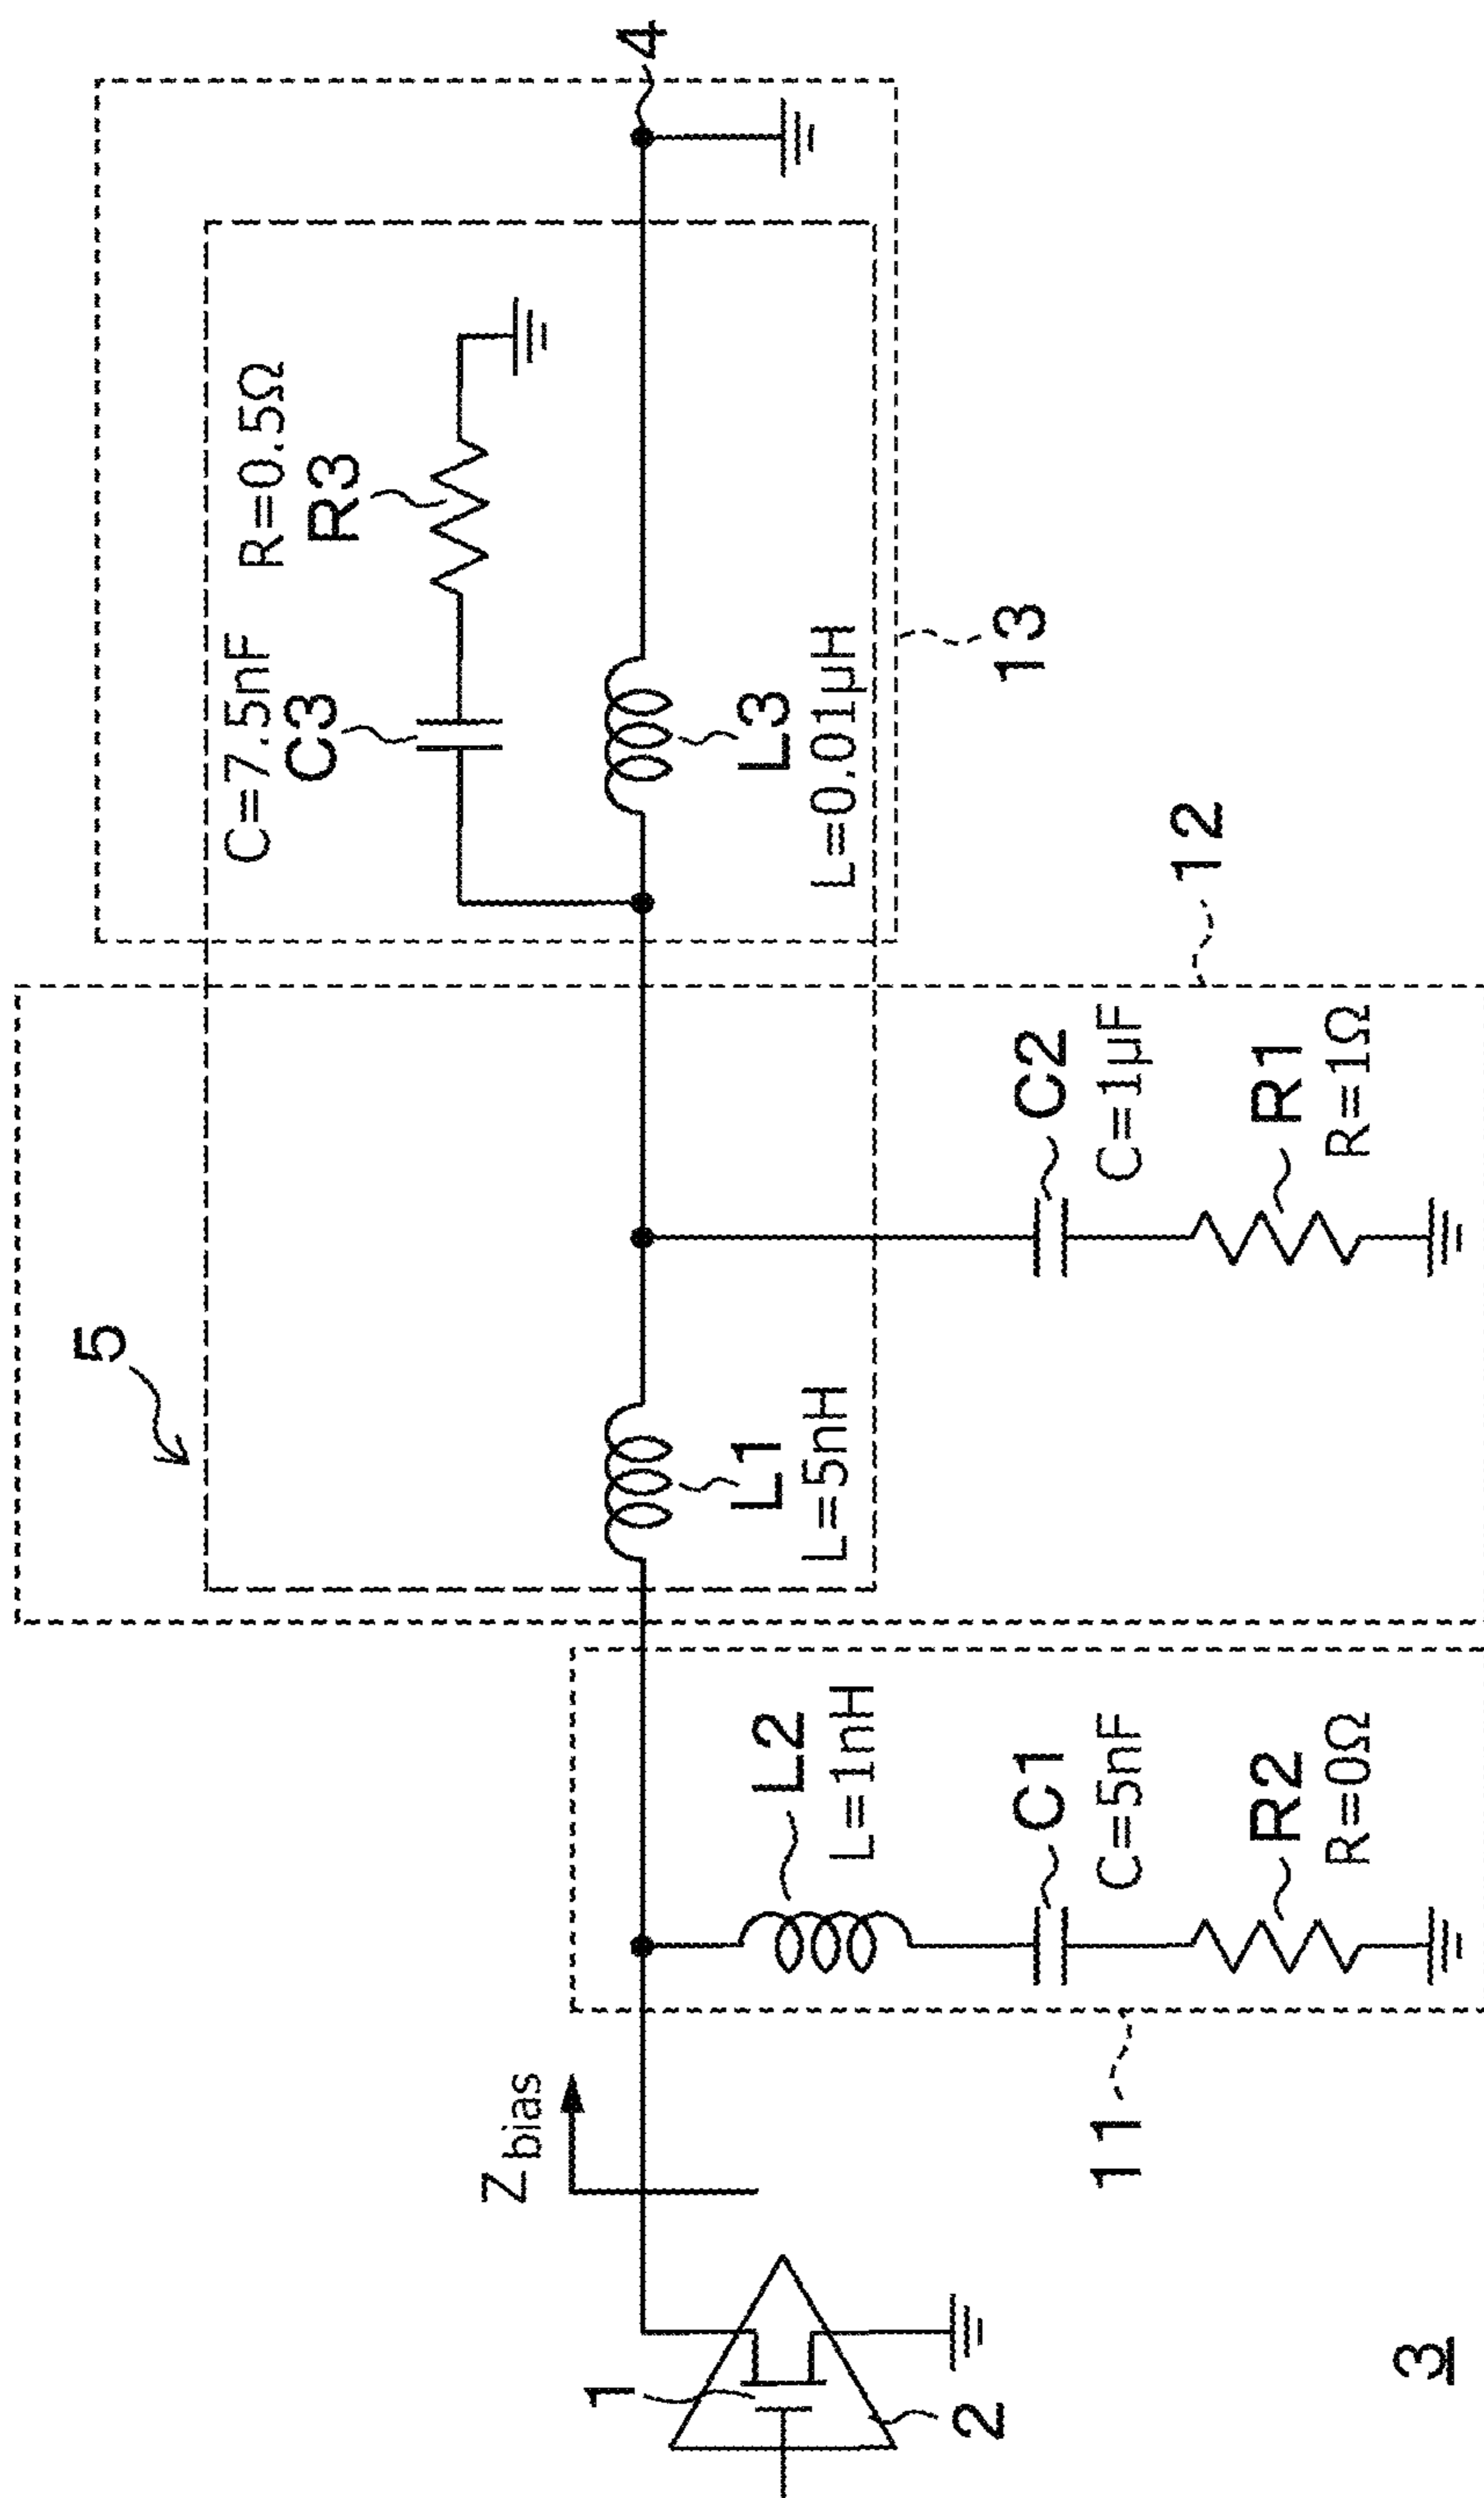 5
4
C=7.5nF
R=0.5Ω
C3
R3
Zbias
1
L1
L=5nH
L3
L=0.01μH
L2
L=1nH
2
13
11
C1
C=5nF
C2
C=1μF
12
R2
R=0Ω
R1
R=1Ω
3